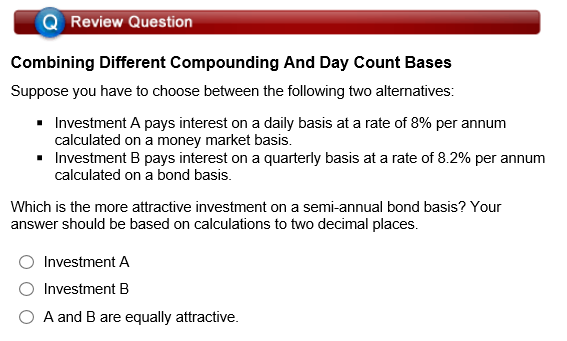 Q Review Question
Combining Different Compounding And Day Count Bases
Suppose you have to choose between the following two alternatives:
▪ Investment A pays interest on a daily basis at a rate of 8% per annum
calculated on a money market basis.
▪ Investment B pays interest on a quarterly basis at a rate of 8.2% per annum
calculated on a bond basis.
Which is the more attractive investment on a semi-annual bond basis? Your
answer should be based on calculations to two decimal places.
Investment A
Investment B
A and B are equally attractive.